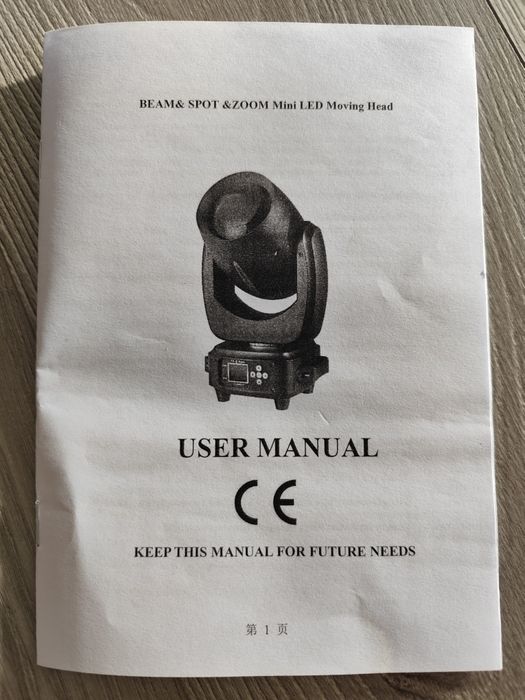 BEAM& SPOT &ZOOM Mini LED Moving Head
USER MANUAL
CE
KEEP THIS MANUAL FOR FUTURE NEEDS
第 1 页